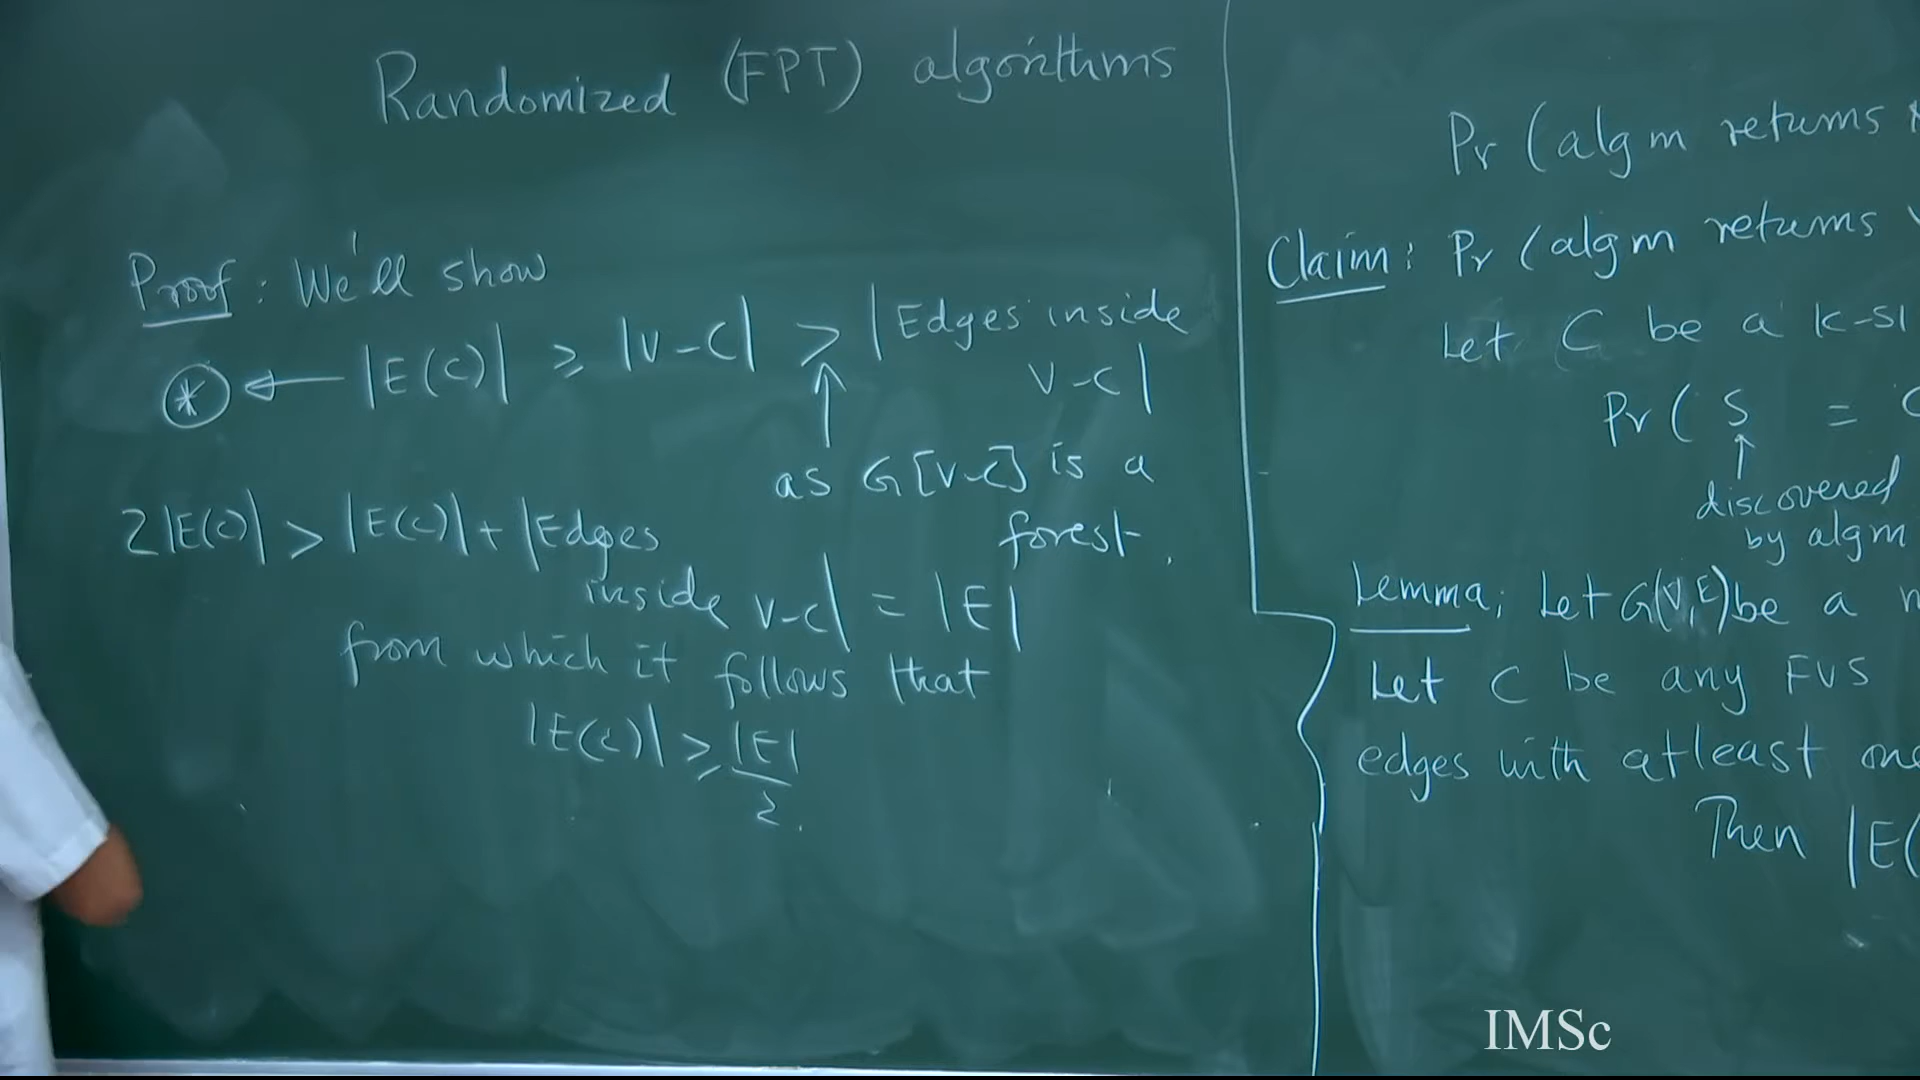 Randomized (FPT) algorithms
Proof: We'll show
⊛ ← |E(C)| ≥ |V-C| > |Edges inside
V-C|
↑
as G[V-C] is a
forest.
2|E(C)| > |E(C)| + |Edges
inside V-C| = |E|
from which it follows that
|E(C)| ≥ |E|
2.
Pr (algm returns
Claim: Pr (algm returns
Let C be a k-si
Pr( S =
↑
discovered
by algm
Lemma: Let G(V,E) be a
Let C be any FVS
edges with atleast one
Then |E(
IMSc